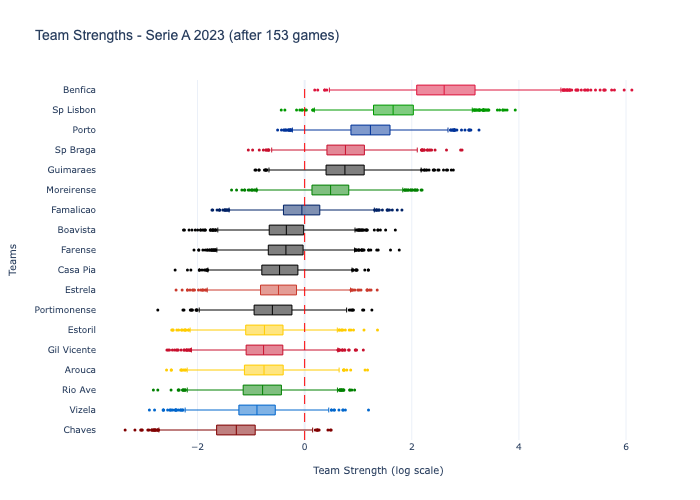 Team Strengths - Serie A 2023 (after 153 games)
Benfica
Sp Lisbon
Porto
Sp Braga
Guimaraes
Moreirense
Famalicao
Boavista
Farense
Casa Pia
Estrela
Portimonense
Estoril
Gil Vicente
Arouca
Rio Ave
Vizela
Chaves
Teams
−2 0 2 4 6
Team Strength (log scale)